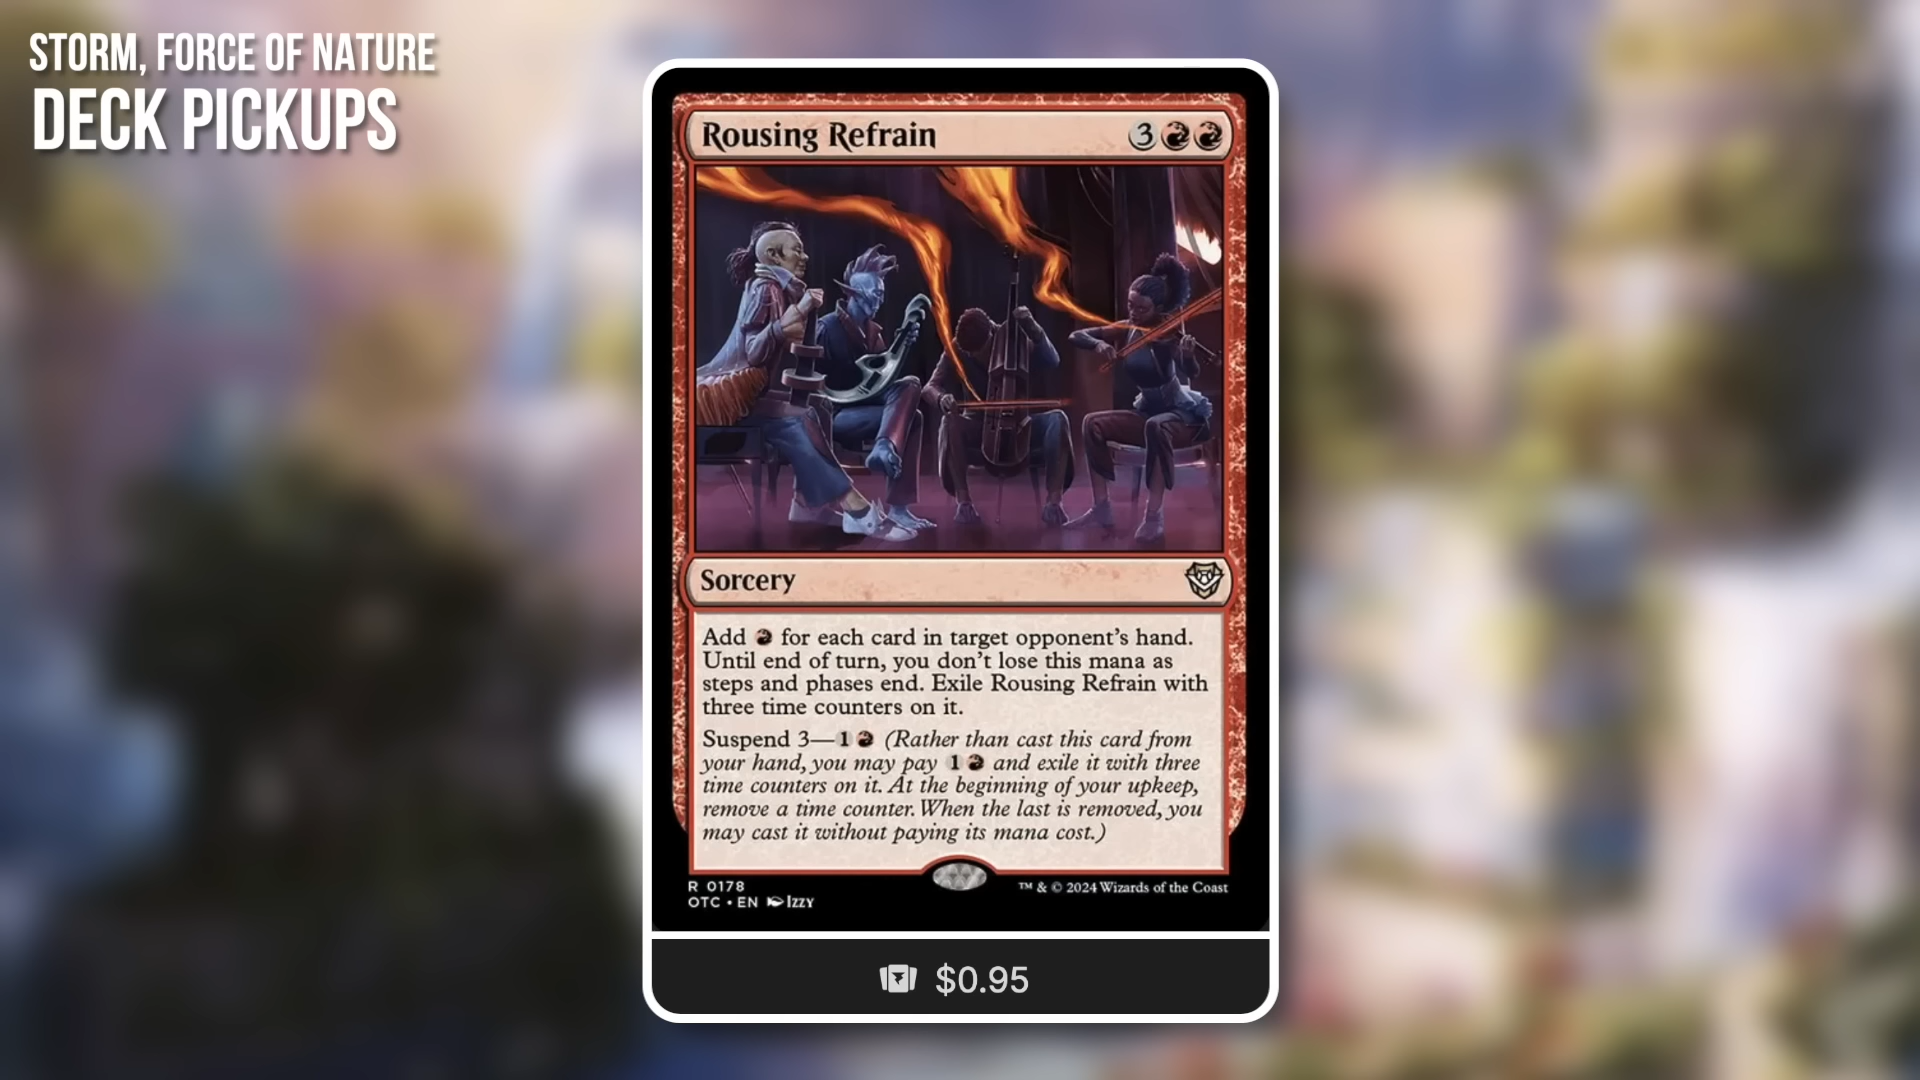 STORM, FORCE OF NATURE
DECK PICKUPS
Rousing Refrain
3
Sorcery
Add for each card in target opponent's hand.
Until end of turn, you don't lose this mana as
steps and phases end. Exile Rousing Refrain with
three time counters on it.
Suspend 3—1 (Rather than cast this card from
your hand, you may pay 1 and exile it with three
time counters on it. At the beginning of your upkeep,
remove a time counter. When the last is removed, you
may cast it without paying its mana cost.)
R 0178
OTC • EN Izzy
™ & © 2024 Wizards of the Coast
$0.95